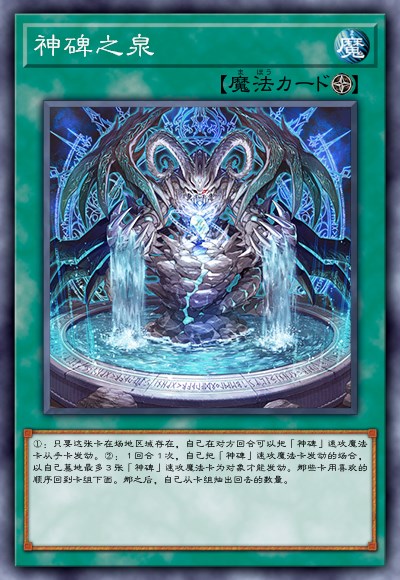 神碑之泉
魔
【魔法カード】
まほう
①：只要这张卡在场地区域存在，自己在对方回合可以把「神碑」速攻魔法
卡从手卡发动。②：1回合1次，自己把「神碑」速攻魔法卡发动的场合，
以自己墓地最多3张「神碑」速攻魔法卡为对象才能发动。那些卡用喜欢的
顺序回到卡组下面。那之后，自己从卡组抽出回去的数量。